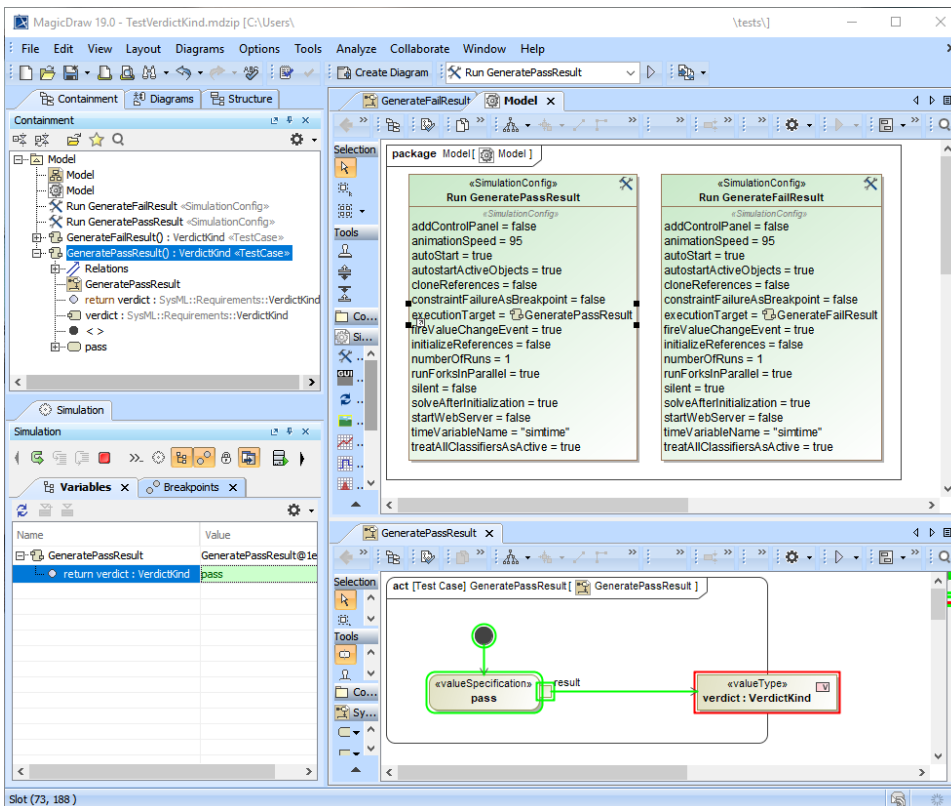 MagicDraw 19.0 - TestVerdictKind.mdzip [C:\Users\ \tests\]
File Edit View Layout Diagrams Options Tools Analyze Collaborate Window Help
Create Diagram Run GeneratePassResult
Containment Diagrams Structure
Containment
Model
Model
Model
Run GenerateFailResult «SimulationConfig»
Run GeneratePassResult «SimulationConfig»
GenerateFailResult() : VerdictKind «TestCase»
GeneratePassResult() : VerdictKind «TestCase»
Relations
GeneratePassResult
return verdict : SysML::Requirements::VerdictKind
verdict : SysML::Requirements::VerdictKind
< >
pass
Simulation
Simulation
Variables Breakpoints
Name Value
GeneratePassResult GeneratePassResult@1e
return verdict : VerdictKind pass
GenerateFailResult Model
Selection
Tools
Co...
Si...
GUI
package Model[ Model ]
«SimulationConfig»
Run GeneratePassResult
«SimulationConfig»
addControlPanel = false
animationSpeed = 95
autoStart = true
autostartActiveObjects = true
cloneReferences = false
constraintFailureAsBreakpoint = false
executionTarget = GeneratePassResult
fireValueChangeEvent = true
initializeReferences = false
numberOfRuns = 1
runForksInParallel = true
silent = false
solveAfterInitialization = true
startWebServer = false
timeVariableName = "simtime"
treatAllClassifiersAsActive = true
«SimulationConfig»
Run GenerateFailResult
«SimulationConfig»
addControlPanel = false
animationSpeed = 95
autoStart = true
autostartActiveObjects = true
cloneReferences = false
constraintFailureAsBreakpoint = false
executionTarget = GenerateFailResult
fireValueChangeEvent = true
initializeReferences = false
numberOfRuns = 1
runForksInParallel = true
silent = true
solveAfterInitialization = true
startWebServer = false
timeVariableName = "simtime"
treatAllClassifiersAsActive = true
GeneratePassResult
Selection
Tools
Co...
Sy...
act [Test Case] GeneratePassResult[ GeneratePassResult ]
«valueSpecification»
pass
result
«valueType»
verdict : VerdictKind
V
Slot (73, 188 )